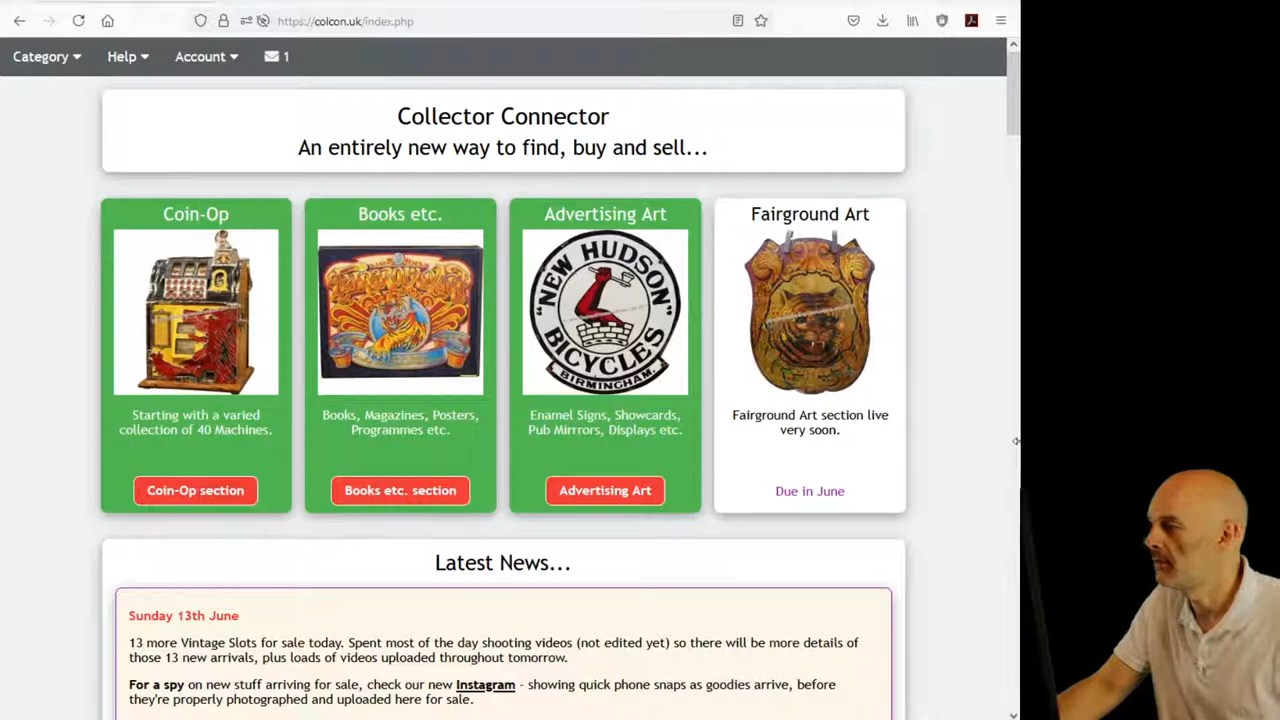 https://colcon.uk/index.php
Category Help Account 1
Collector Connector
An entirely new way to find, buy and sell...
Coin-Op
Starting with a varied
collection of 40 Machines.
Coin-Op section
Books etc.
Books, Magazines, Posters,
Programmes etc.
Books etc. section
Advertising Art
"NEW HUDSON"
BICYCLES
BIRMINGHAM.
Enamel Signs, Showcards,
Pub Mirrrors, Displays etc.
Advertising Art
Fairground Art
Fairground Art section live
very soon.
Due in June
Latest News...
Sunday 13th June
13 more Vintage Slots for sale today. Spent most of the day shooting videos (not edited yet) so there will be more details of
those 13 new arrivals, plus loads of videos uploaded throughout tomorrow.
For a spy on new stuff arriving for sale, check our new Instagram - showing quick phone snaps as goodies arrive, before
they're properly photographed and uploaded here for sale.